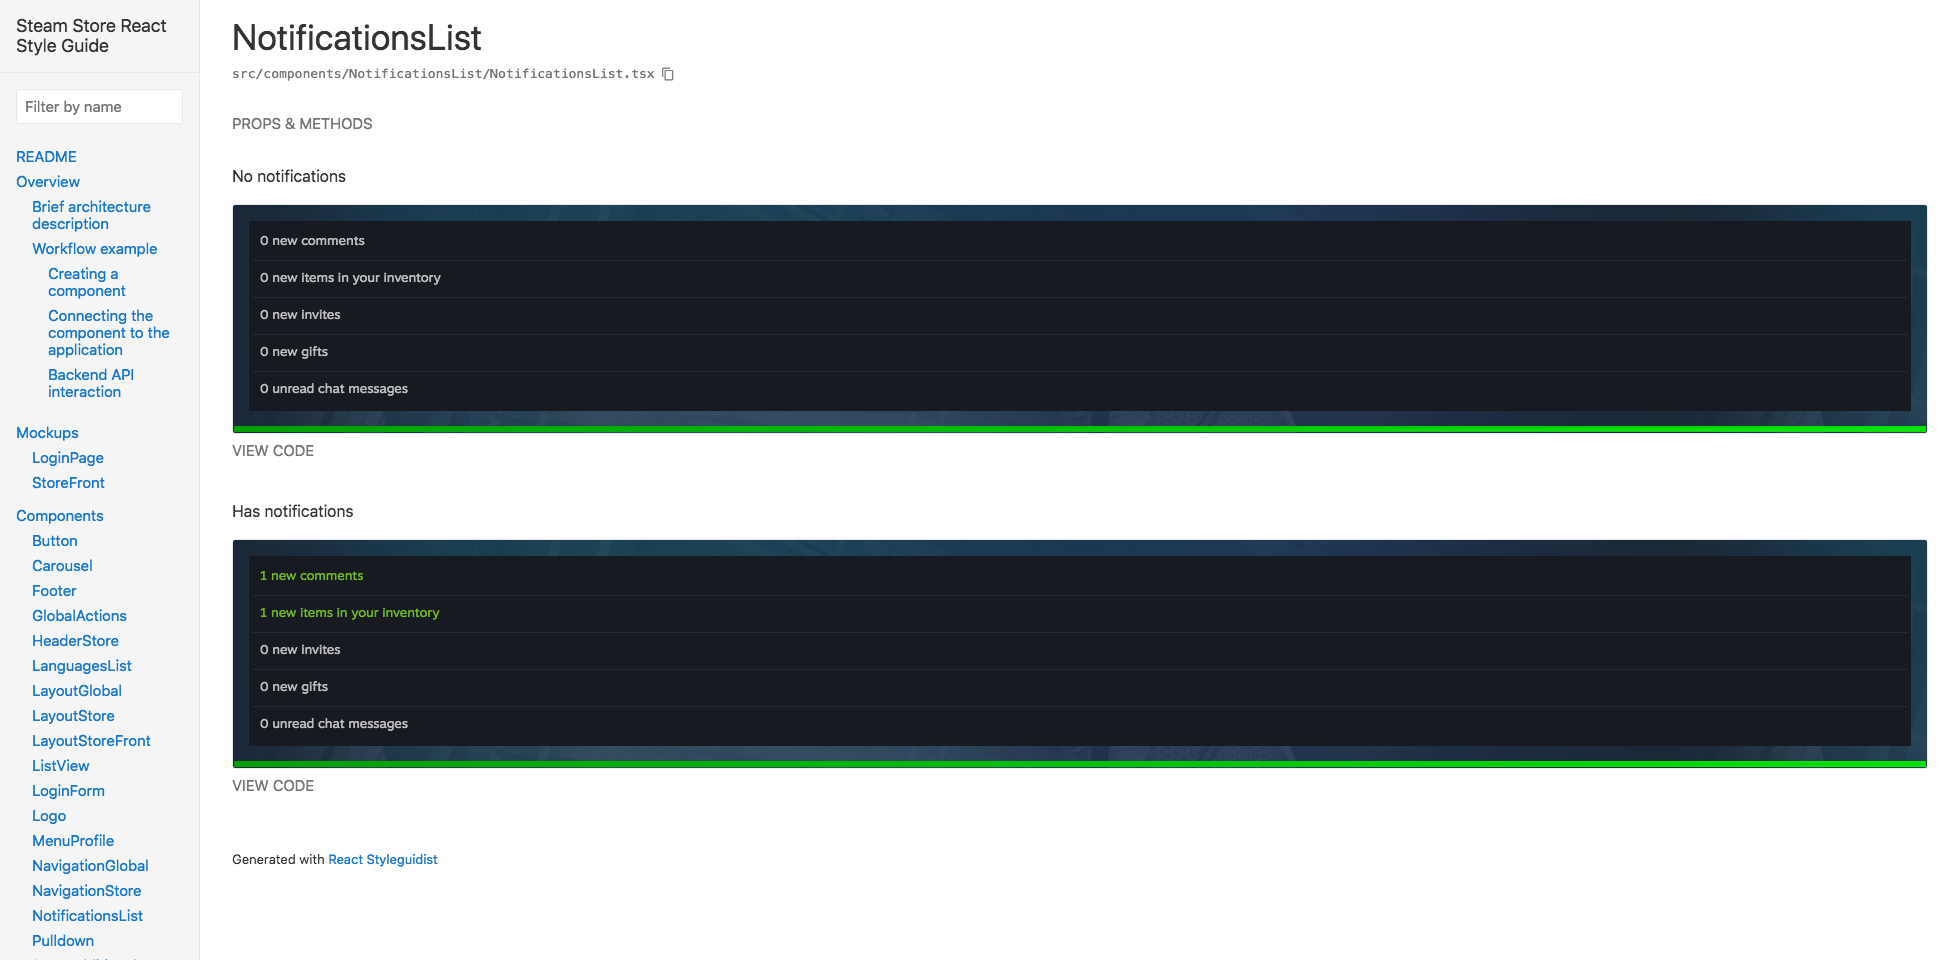 Steam Store React
Style Guide
Filter by name
README
Overview
Brief architecture
description
Workflow example
Creating a
component
Connecting the
component to the
application
Backend API
interaction
Mockups
LoginPage
StoreFront
Components
Button
Carousel
Footer
GlobalActions
HeaderStore
LanguagesList
LayoutGlobal
LayoutStore
LayoutStoreFront
ListView
LoginForm
Logo
MenuProfile
NavigationGlobal
NavigationStore
NotificationsList
Pulldown
NotificationsList
src/components/NotificationsList/NotificationsList.tsx
PROPS & METHODS
No notifications
0 new comments
0 new items in your inventory
0 new invites
0 new gifts
0 unread chat messages
VIEW CODE
Has notifications
1 new comments
1 new items in your inventory
0 new invites
0 new gifts
0 unread chat messages
VIEW CODE
Generated with React Styleguidist